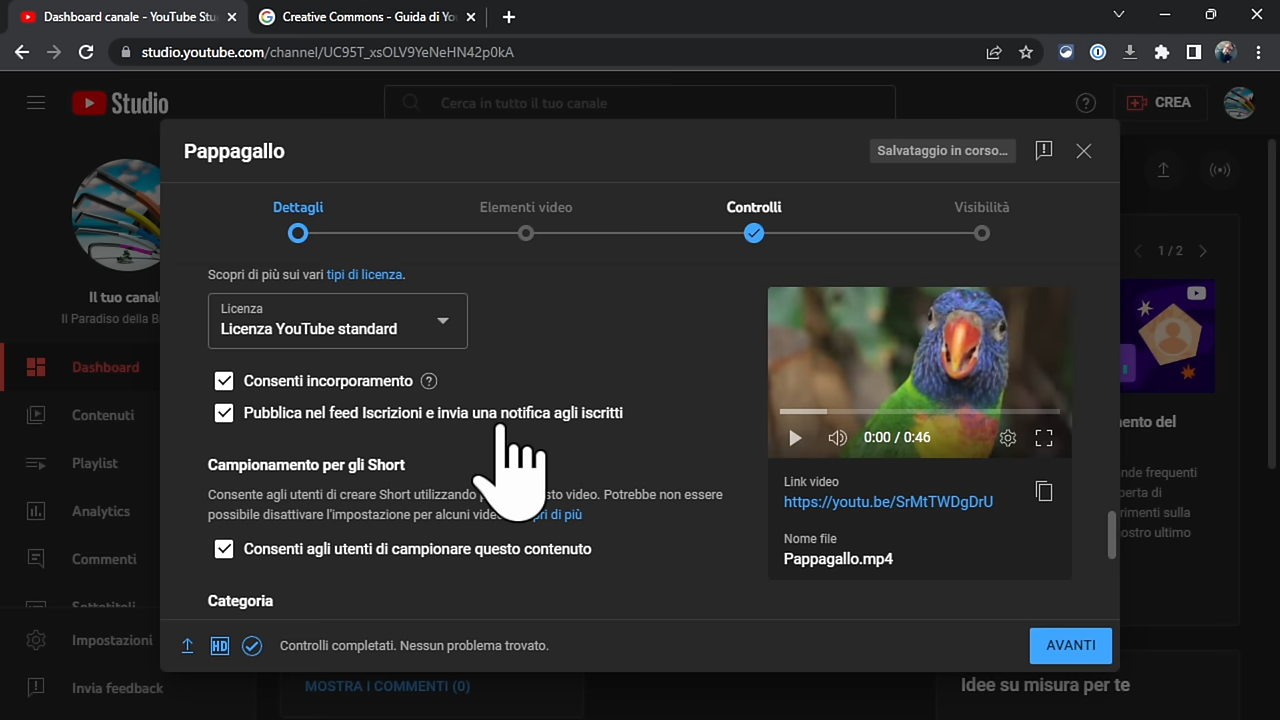 Dashboard canale - YouTube Stu
Creative Commons - Guida di Yo
studio.youtube.com/channel/UC95T_xsOLV9YeNeHN42p0kA
Studio
Cerca in tutto il tuo canale
CREA
Pappagallo
Salvataggio in corso...
Dettagli
Elementi video
Controlli
Visibilità
Scopri di più sui vari tipi di licenza.
Licenza
Licenza YouTube standard
Consenti incorporamento
Pubblica nel feed Iscrizioni e invia una notifica agli iscritti
Campionamento per gli Short
Consente agli utenti di creare Short utilizzando sto video. Potrebbe non essere
possibile disattivare l'impostazione per alcuni vide pri di più
Consenti agli utenti di campionare questo contenuto
Categoria
0:00 / 0:46
Link video
https://youtu.be/SrMtTWDgDrU
Nome file
Pappagallo.mp4
HD
Controlli completati. Nessun problema trovato.
AVANTI
Il tuo canal
Il Paradiso della B
Dashboard
Contenuti
Playlist
Analytics
Commenti
Sottotitoli
Impostazioni
Invia feedback
1 / 2
ento del
nde frequenti
perta di
rimenti sulla
ostro ultimo
MOSTRA I COMMENTI (0)
Idee su misura per te